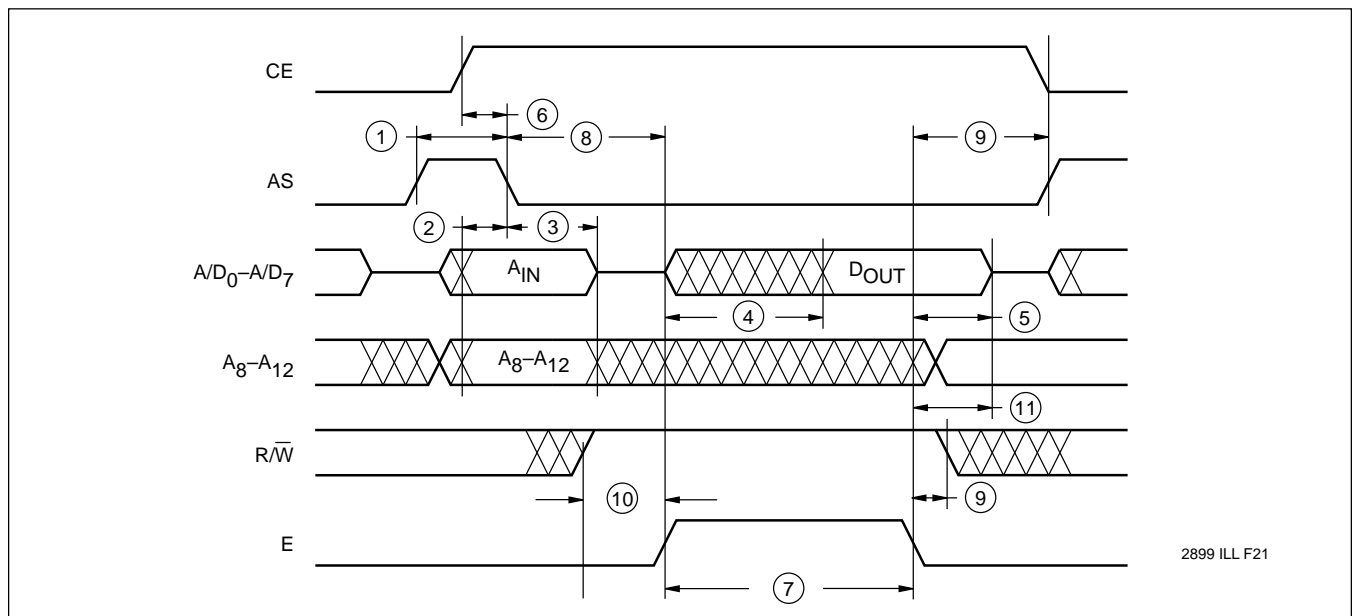 CE
⑥
① ⑧ ⑨
AS
② ③
A/D0–A/D7 AIN DOUT
④ ⑤
A8–A12 A8–A12
⑪
R/W̅
⑩ ⑨
E
2899 ILL F21
⑦